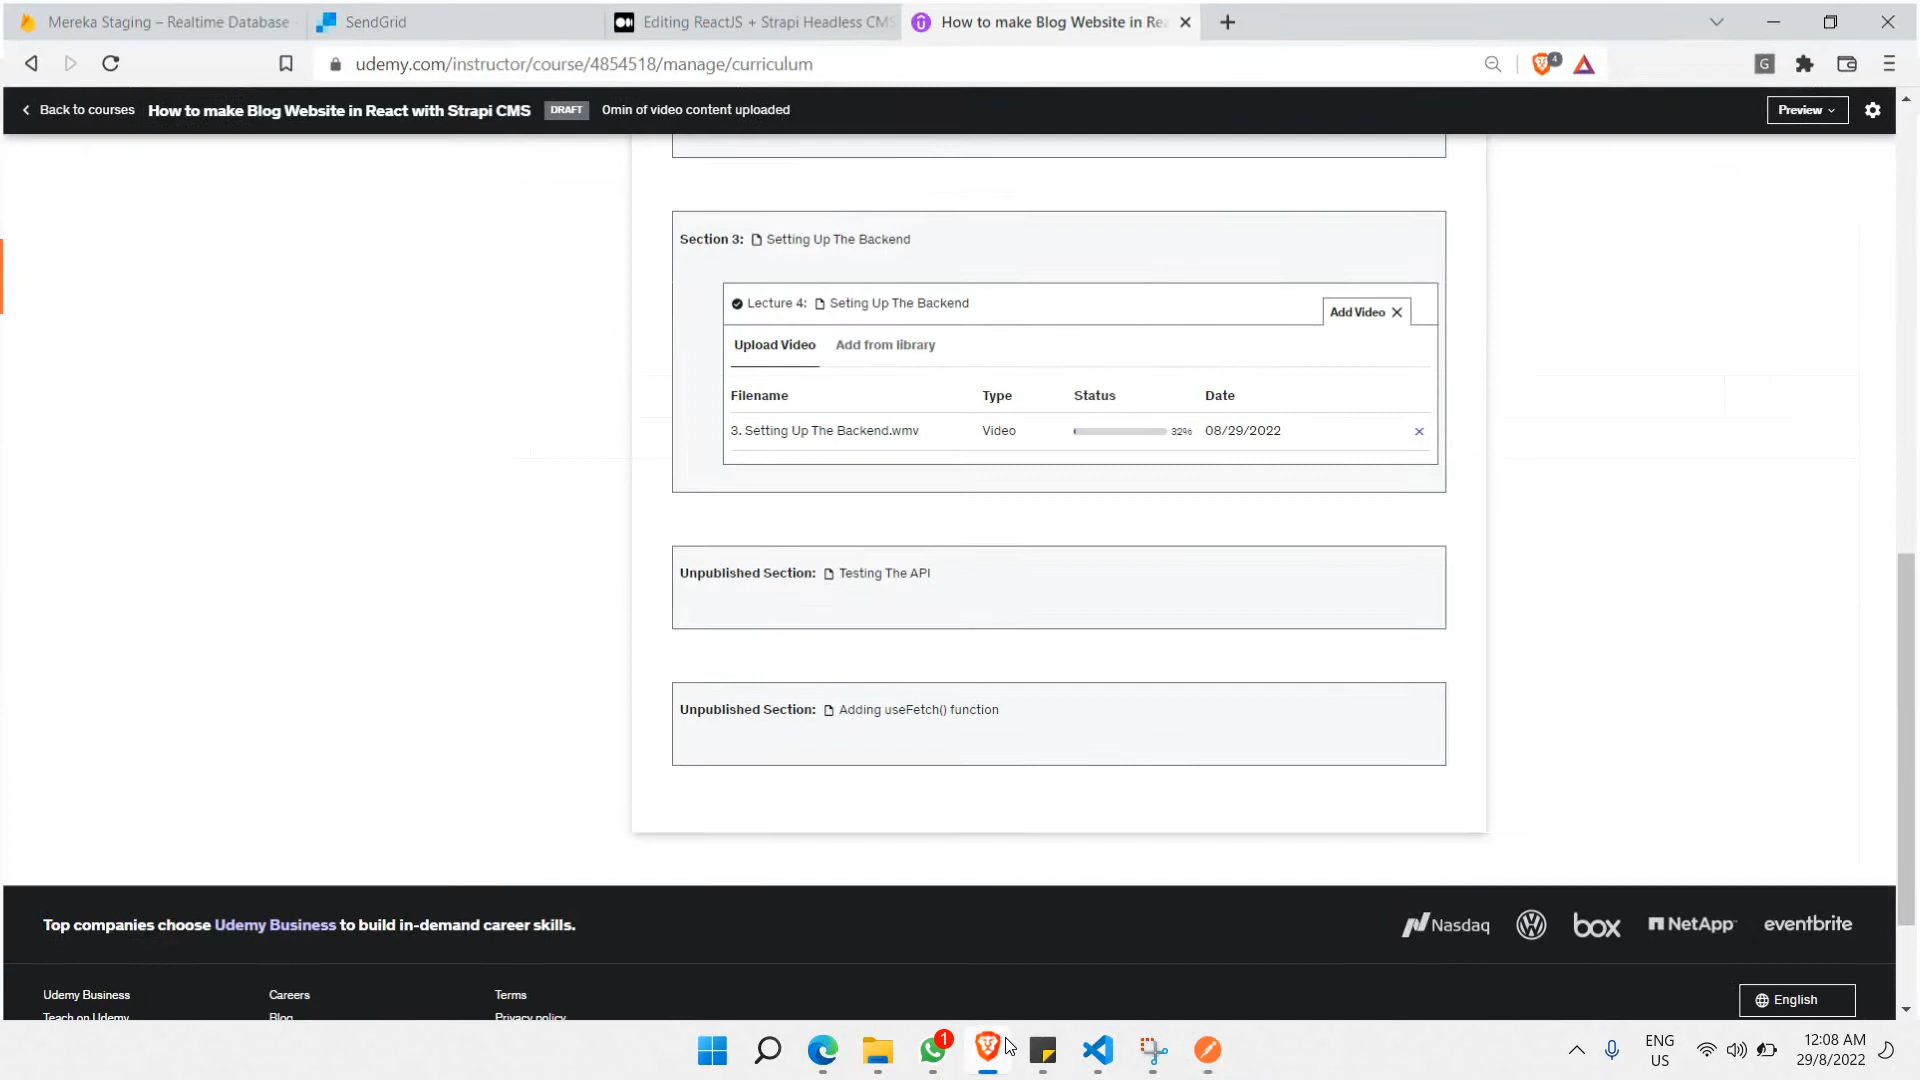 Mereka Staging – Realtime Database
SendGrid
Editing ReactJS + Strapi Headless CMS
How to make Blog Website in Rea
udemy.com/instructor/course/4854518/manage/curriculum
4
G
Back to courses
How to make Blog Website in React with Strapi CMS
DRAFT
0min of video content uploaded
Preview
Section 3: Setting Up The Backend
Lecture 4: Seting Up The Backend
Add Video
Upload Video
Add from library
Filename Type Status Date
3. Setting Up The Backend.wmv Video 32% 08/29/2022
Unpublished Section: Testing The API
Unpublished Section: Adding useFetch() function
Top companies choose Udemy Business to build in-demand career skills.
Nasdaq
box
NetApp
eventbrite
Udemy Business
Careers
Terms
English
Teach on Udemy
Blog
Privacy policy
1
ENG
US
12:08 AM
29/8/2022